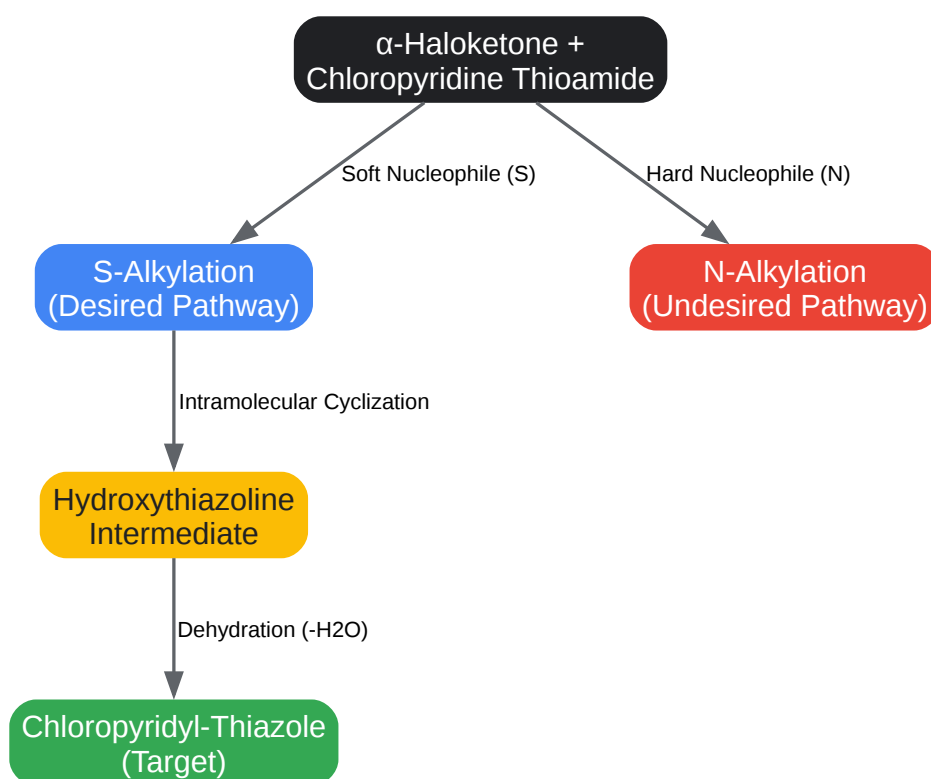 α-Haloketone +
Chloropyridine Thioamide
Soft Nucleophile (S)
Hard Nucleophile (N)
S-Alkylation
(Desired Pathway)
N-Alkylation
(Undesired Pathway)
Intramolecular Cyclization
Hydroxythiazoline
Intermediate
Dehydration (-H2O)
Chloropyridyl-Thiazole
(Target)